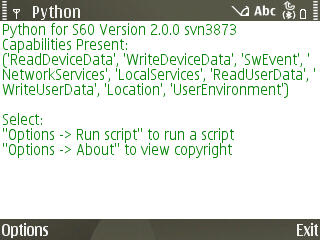 Python
Abc
Python for S60 Version 2.0.0 svn3873
Capabilities Present:
('ReadDeviceData', 'WriteDeviceData', 'SwEvent', '
NetworkServices', 'LocalServices', 'ReadUserData', '
WriteUserData', 'Location', 'UserEnvironment')
Select:
"Options -> Run script" to run a script
"Options -> About" to view copyright
Options
Exit